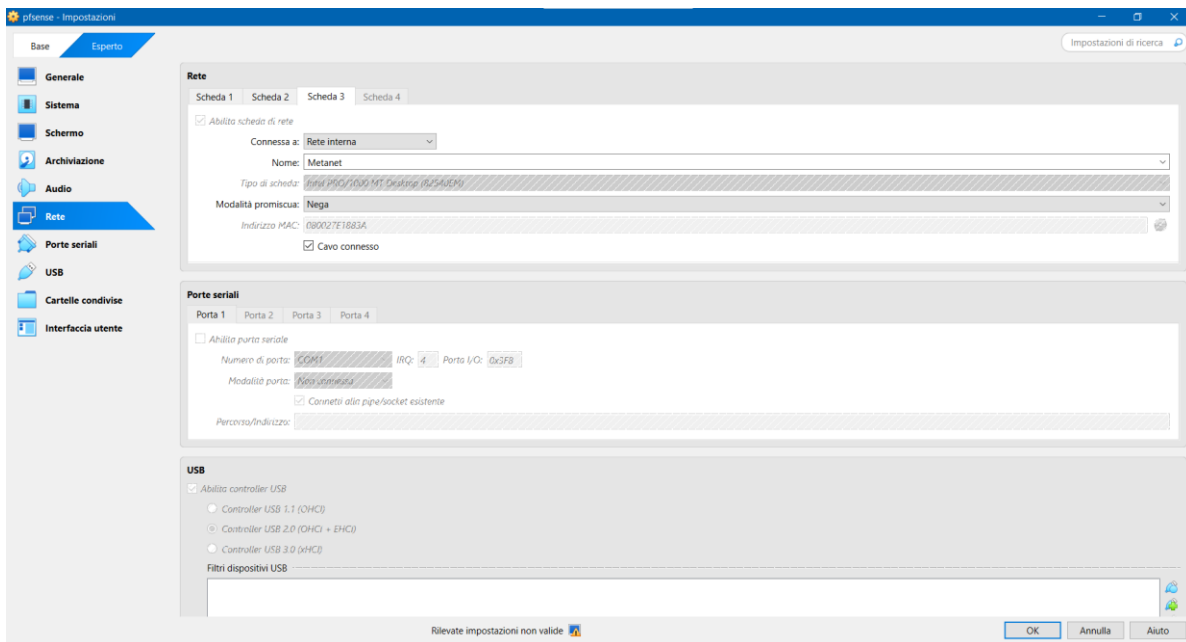 pfsense - Impostazioni
Base Esperto Impostazioni di ricerca
Generale
Sistema
Schermo
Archiviazione
Audio
Rete
Porte seriali
USB
Cartelle condivise
Interfaccia utente
Rete
Scheda 1 Scheda 2 Scheda 3 Scheda 4
Abilita scheda di rete
Connessa a: Rete interna
Nome: Metanet
Tipo di scheda: Intel PRO/1000 MT Desktop (82540EM)
Modalità promiscua: Nega
Indirizzo MAC: 080027E1883A
Cavo connesso
Porte seriali
Porta 1 Porta 2 Porta 3 Porta 4
Abilita porta seriale
Numero di porta: COM1 IRQ: 4 Porta I/O: 0x3F8
Modalità porta: Non connessa
Connetti alla pipe/socket esistente
Percorso/Indirizzo:
USB
Abilita controller USB
Controller USB 1.1 (OHCI)
Controller USB 2.0 (OHCI + EHCI)
Controller USB 3.0 (xHCI)
Filtri dispositivi USB
Rilevate impostazioni non valide OK Annulla Aiuto